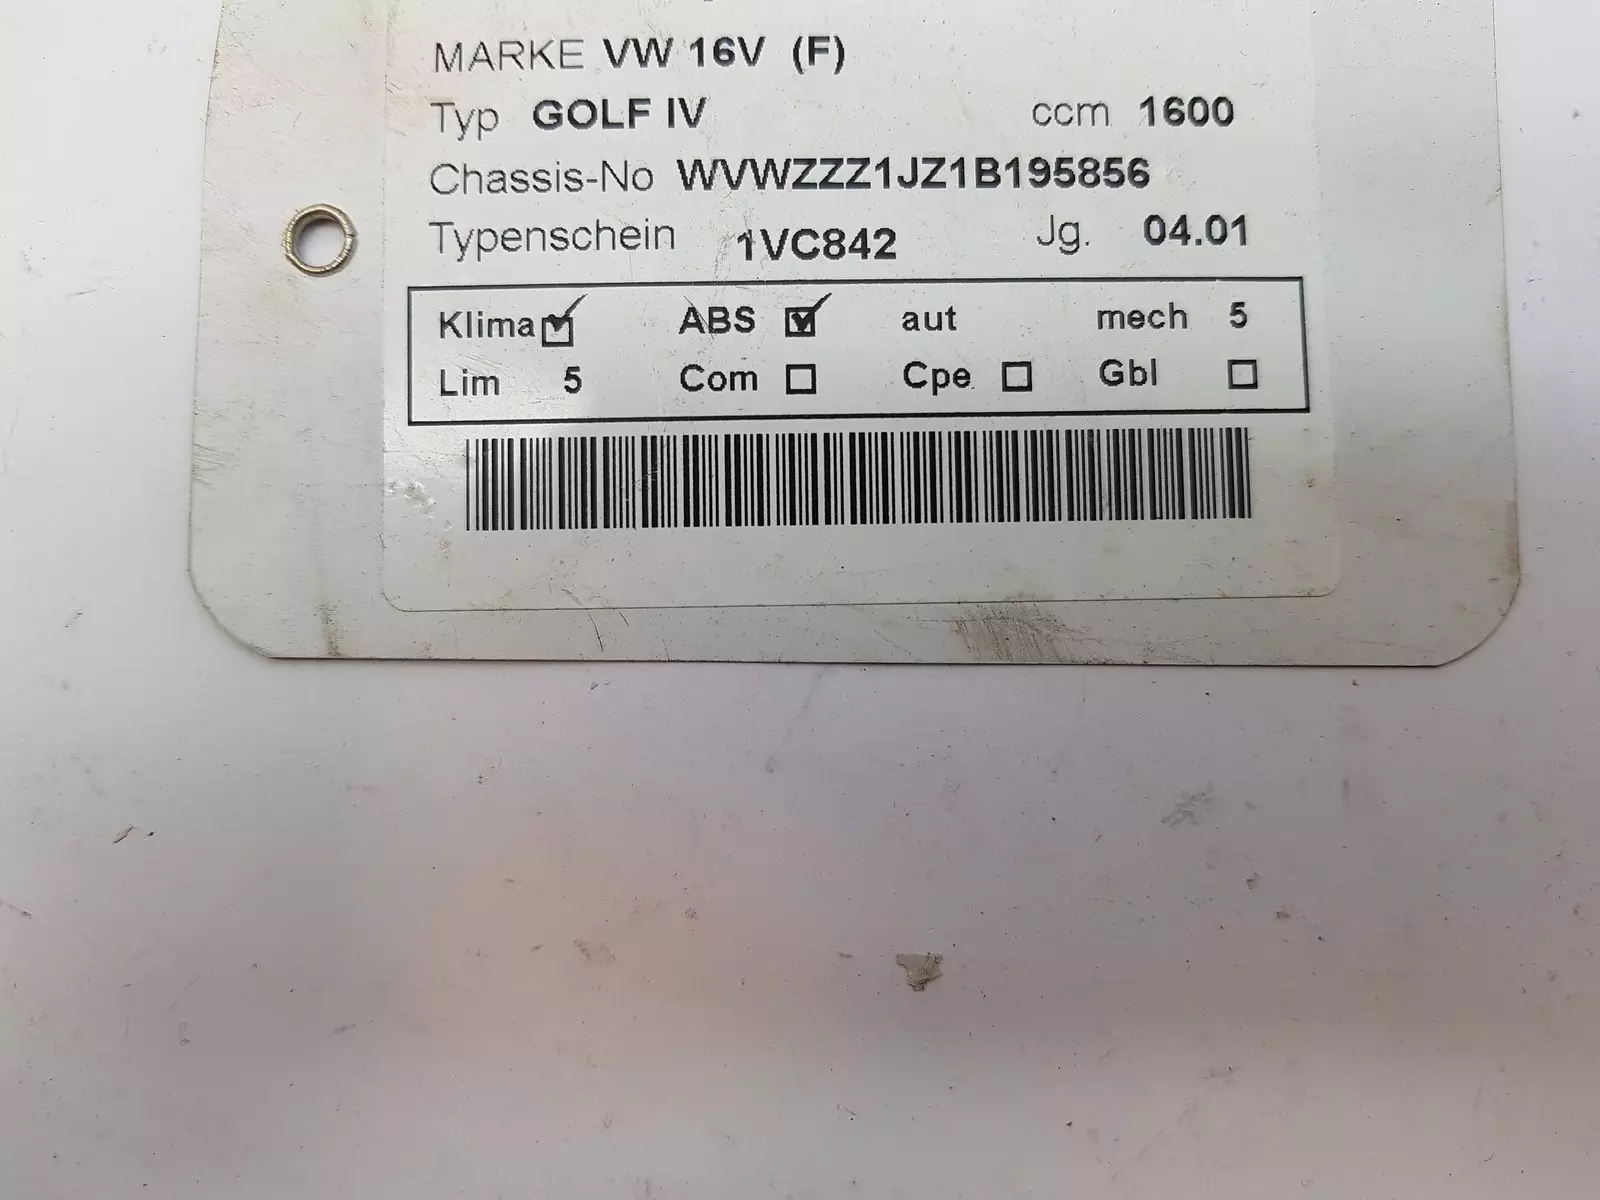 MARKE VW 16V (F)
Typ GOLF IV ccm 1600
Chassis-No WVWZZZ1JZ1B195856
Typenschein 1VC842 Jg. 04.01
Klima ABS aut mech 5
Lim 5 Com Cpe Gbl